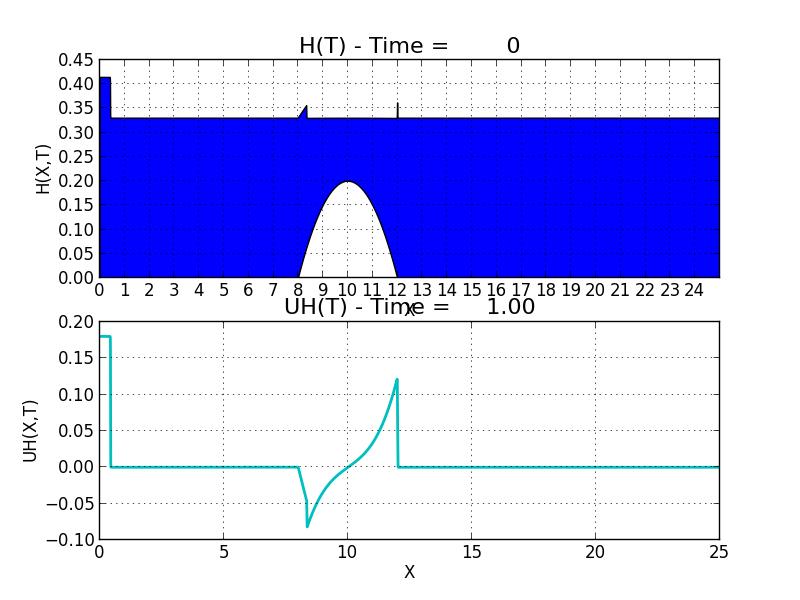 H(T) - Time = 0
0.45
0.40
0.35
0.30
0.25
0.20
0.15
0.10
0.05
0.00
H(X,T)
0 1 2 3 4 5 6 7 8 9 10 11 12 13 14 15 16 17 18 19 20 21 22 23 24
X
UH(T) - Time = 1.00
0.20
0.15
0.10
0.05
0.00
−0.05
−0.10
UH(X,T)
0 5 10 15 20 25
X